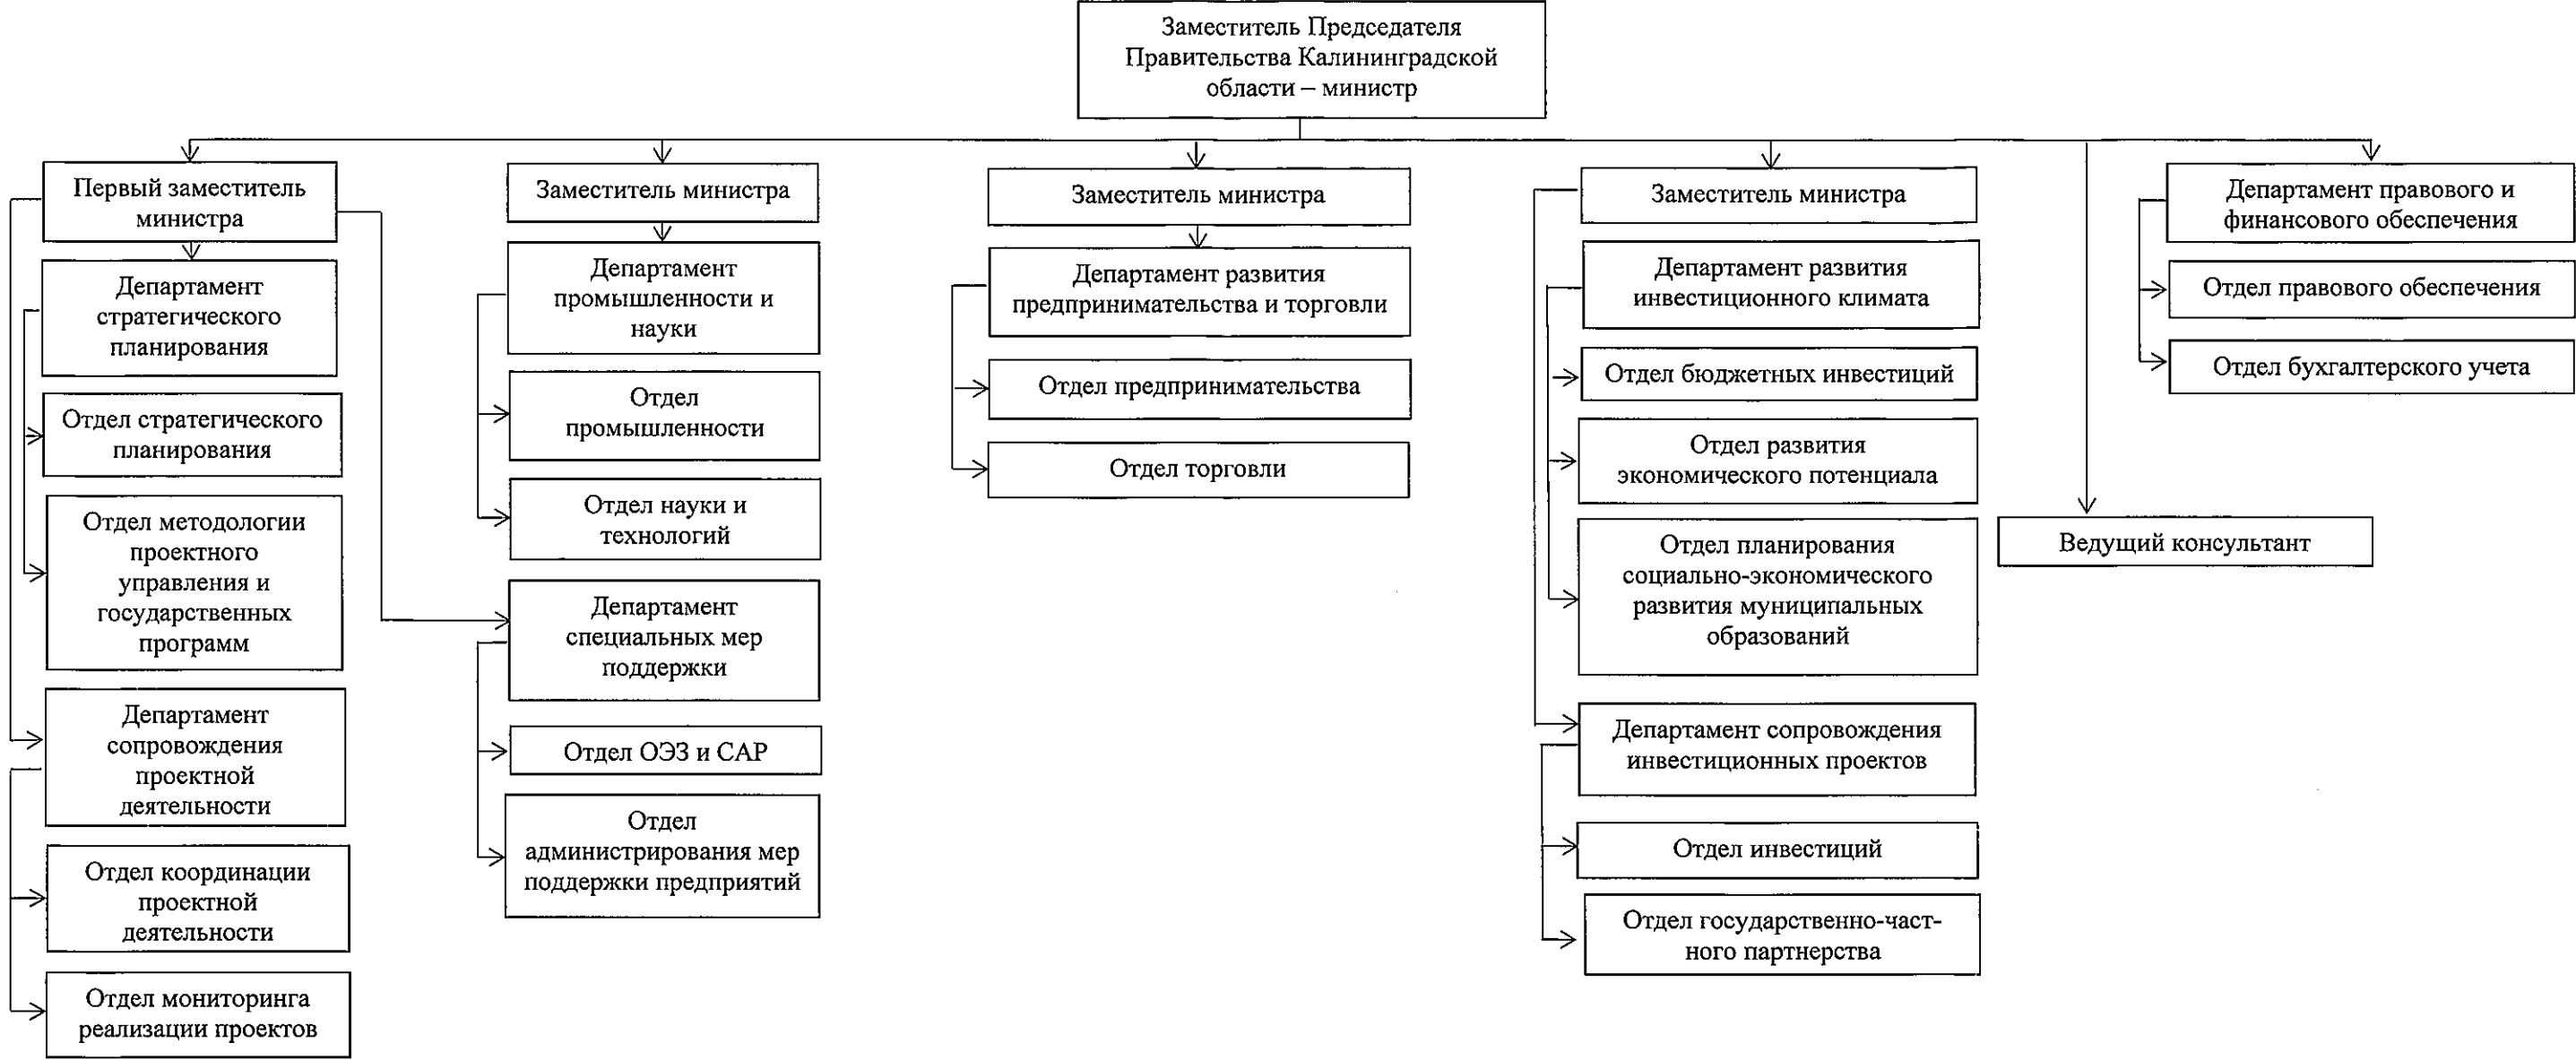 Заместитель Председателя
Правительства Калининградской
области – министр
Первый заместитель
министра
Департамент
стратегического
планирования
Отдел стратегического
планирования
Отдел методологии
проектного
управления и
государственных
программ
Департамент
сопровождения
проектной
деятельности
Отдел координации
проектной
деятельности
Отдел мониторинга
реализации проектов
Заместитель министра
Департамент
промышленности и
науки
Отдел
промышленности
Отдел науки и
технологий
Департамент
специальных мер
поддержки
Отдел ОЭЗ и САР
Отдел
администрирования мер
поддержки предприятий
Заместитель министра
Департамент развития
предпринимательства и торговли
Отдел предпринимательства
Отдел торговли
Заместитель министра
Департамент развития
инвестиционного климата
Отдел бюджетных инвестиций
Отдел развития
экономического потенциала
Отдел планирования
социально-экономического
развития муниципальных
образований
Департамент сопровождения
инвестиционных проектов
Отдел инвестиций
Отдел государственно-част-
ного партнерства
Ведущий консультант
Департамент правового и
финансового обеспечения
Отдел правового обеспечения
Отдел бухгалтерского учета